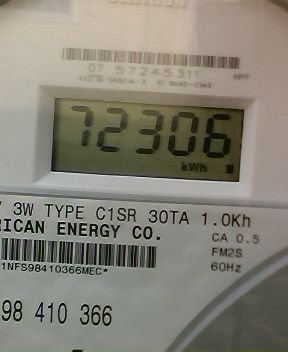 07 57245311
72306
kWh
3W TYPE C1SR 30TA 1.0Kh
RICAN ENERGY CO.
CA 0.5
FM2S
1NFS98410366MEC*
60Hz
98 410 366